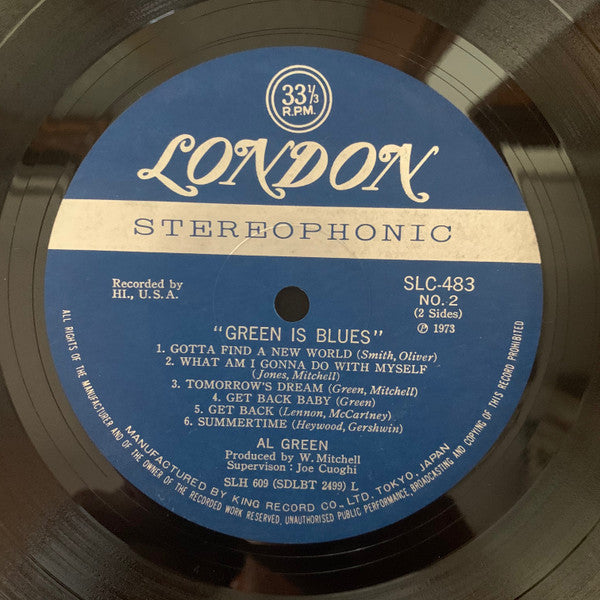 33⅓
R.P.M.
LONDON
STEREOPHONIC
Recorded by
HI., U.S.A.
SLC-483
NO. 2
(2 Sides)
Ⓟ 1973
"GREEN IS BLUES"
1. GOTTA FIND A NEW WORLD (Smith, Oliver)
2. WHAT AM I GONNA DO WITH MYSELF
(Jones, Mitchell)
3. TOMORROW'S DREAM (Green, Mitchell)
4. GET BACK BABY (Green)
5. GET BACK (Lennon, McCartney)
6. SUMMERTIME (Heywood, Gershwin)
AL GREEN
Produced by W. Mitchell
Supervision : Joe Cuoghi
SLH 609 (SDLBT 2499) L
MANUFACTURED BY KING RECORD CO., LTD. TOKYO, JAPAN
ALL RIGHTS OF THE MANUFACTURER AND OF THE OWNER OF THE RECORDED WORK RESERVED, UNAUTHORISED PUBLIC PERFORMANCE, BROADCASTING AND COPYING OF THIS RECORD PROHIBITED